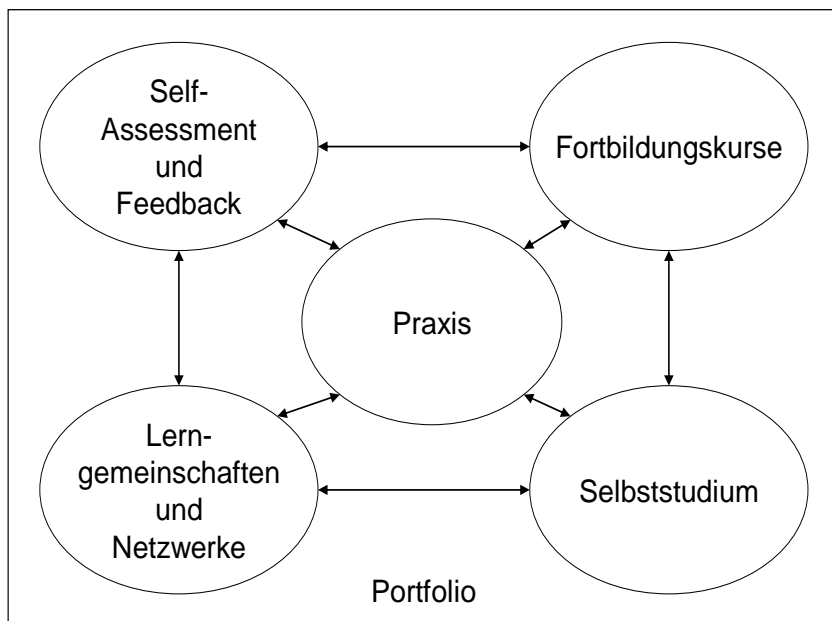 Self-
Assessment
und
Feedback
Fortbildungskurse
Praxis
Lern-
gemeinschaften
und
Netzwerke
Selbststudium
Portfolio